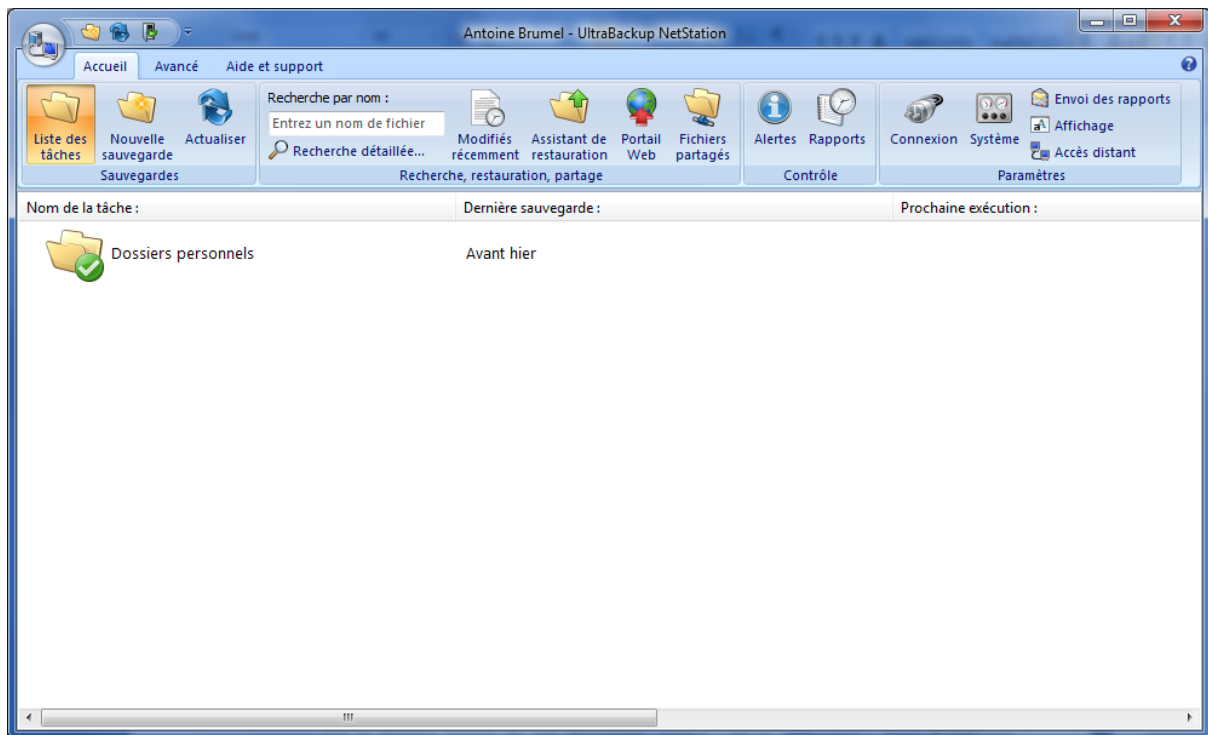 Antoine Brumel - UltraBackup NetStation
Accueil Avancé Aide et support
Liste des tâches
Nouvelle sauvegarde
Actualiser
Sauvegardes
Recherche par nom :
Entrez un nom de fichier
Recherche détaillée...
Modifiés récemment
Assistant de restauration
Portail Web
Fichiers partagés
Recherche, restauration, partage
Alertes
Rapports
Contrôle
Connexion
Système
Envoi des rapports
Affichage
Accès distant
Paramètres
Nom de la tâche : Dernière sauvegarde : Prochaine exécution :
Dossiers personnels Avant hier